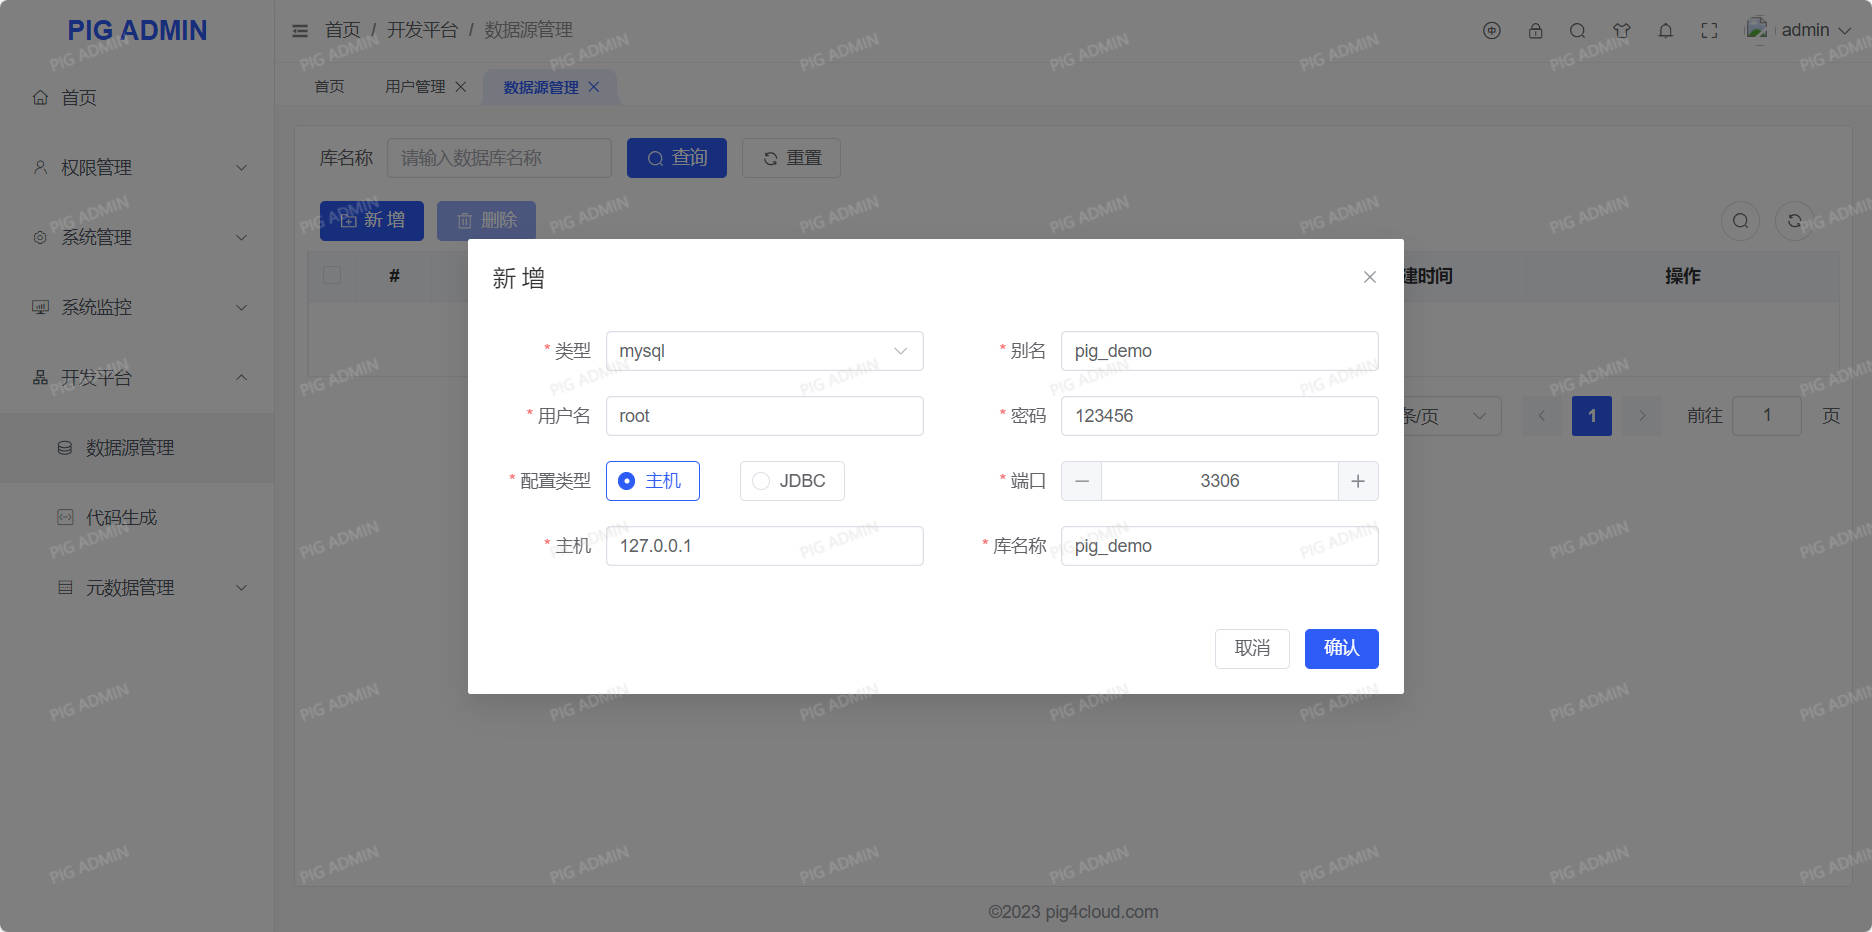 PIG ADMIN
首页 / 开发平台 / 数据源管理
admin
首页
用户管理
数据源管理
首页
权限管理
系统管理
系统监控
开发平台
数据源管理
代码生成
元数据管理
库名称 请输入数据库名称 查询 重置
新 增 删除
# 建时间 操作
条/页 1 前往 1 页
新 增
* 类型 mysql
* 别名 pig_demo
* 用户名 root
* 密码 123456
* 配置类型 主机 JDBC
* 端口 3306
* 主机 127.0.0.1
* 库名称 pig_demo
取消 确认
©2023 pig4cloud.com